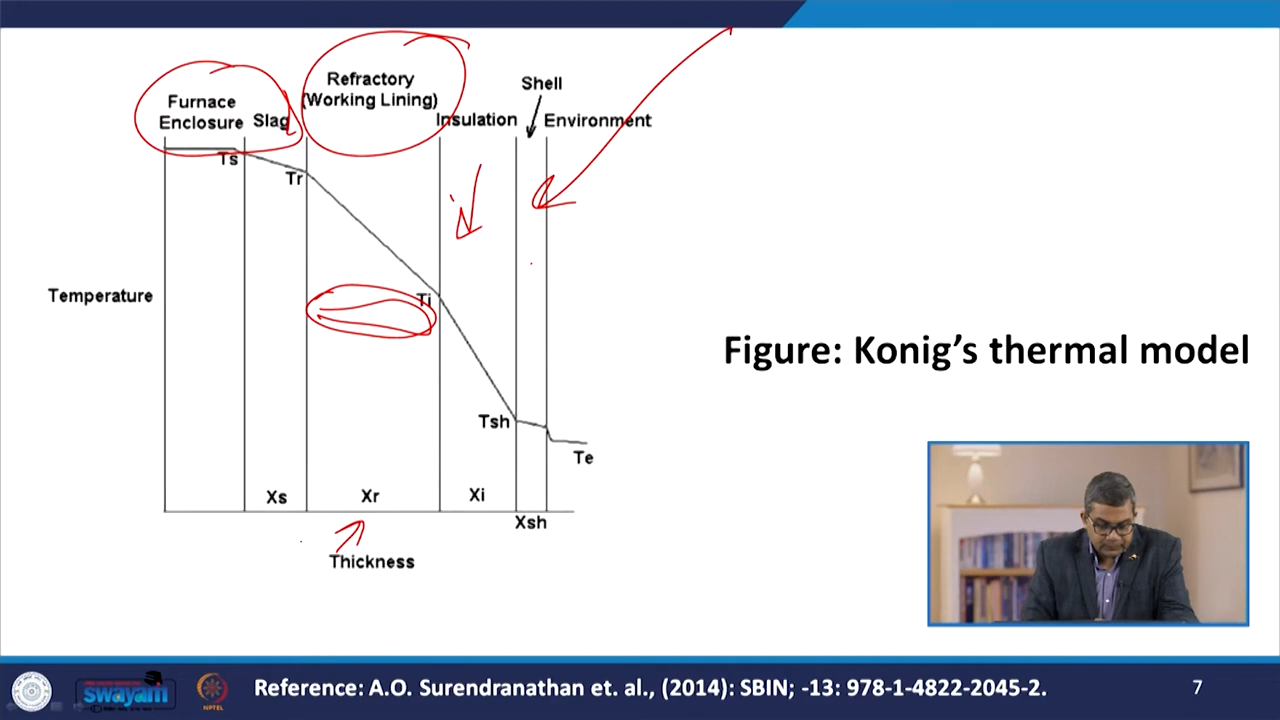 Shell
Refractory
(Working Lining)
Furnace
Enclosure
Slag
Insulation
Environment
Ts
Tr
Temperature
Ti
Figure: Konig’s thermal model
Tsh
Te
Xs
Xr
Xi
Xsh
Thickness
swayam
NPTEL
Reference: A.O. Surendranathan et. al., (2014): SBIN; -13: 978-1-4822-2045-2.
7